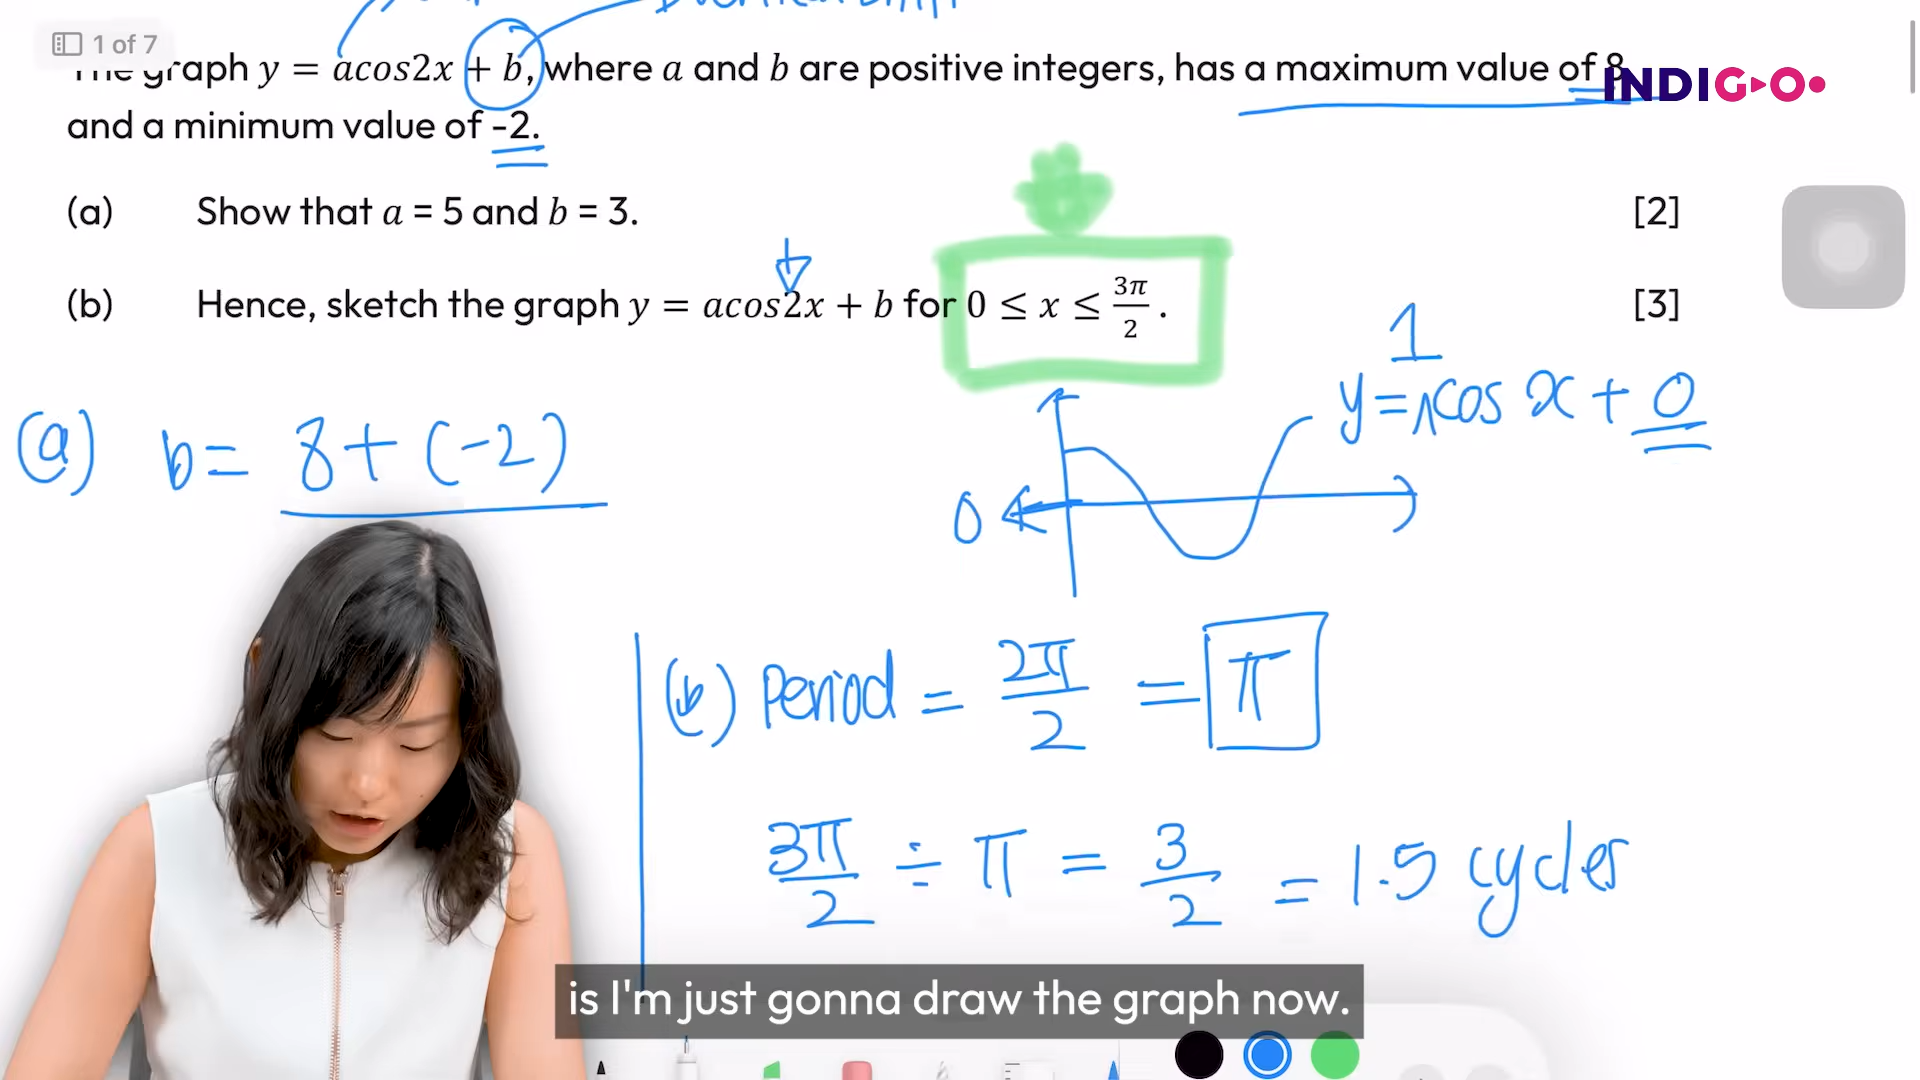 1 of 7
The graph y = acos2x + b, where a and b are positive integers, has a maximum value of 8
INDIGO
and a minimum value of -2.
(a) Show that a = 5 and b = 3. [2]
(b) Hence, sketch the graph y = acos2x + b for 0 ≤ x ≤ 3π/2 . [3]
1
y = 1cos x + 0
(a) b = 8 + (-2)
0
(b) Period = 2π/2 = π
3π/2 ÷ π = 3/2 = 1.5 cycles
is I'm just gonna draw the graph now.